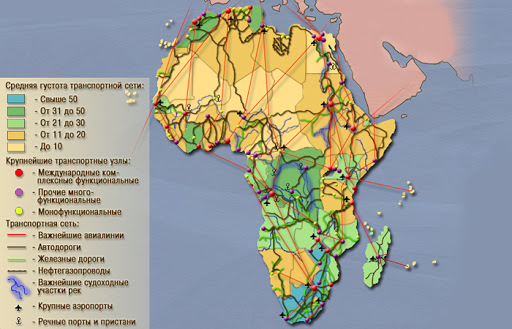 Средняя густота транспортной сети:
- Свыше 50
- От 31 до 50
- От 21 до 30
- От 11 до 20
- До 10
Крупнейшие транспортные узлы:
- Международные ком-
плексные функциональные
- Прочие много-
функциональные
- Монофункциональные
Транспортная сеть:
- Важнейшие авиалинии
- Автодороги
- Железные дороги
- Нефтегазопроводы
- Важнейшие судоходные
участки рек
- Крупные аэропорты
- Речные порты и пристани